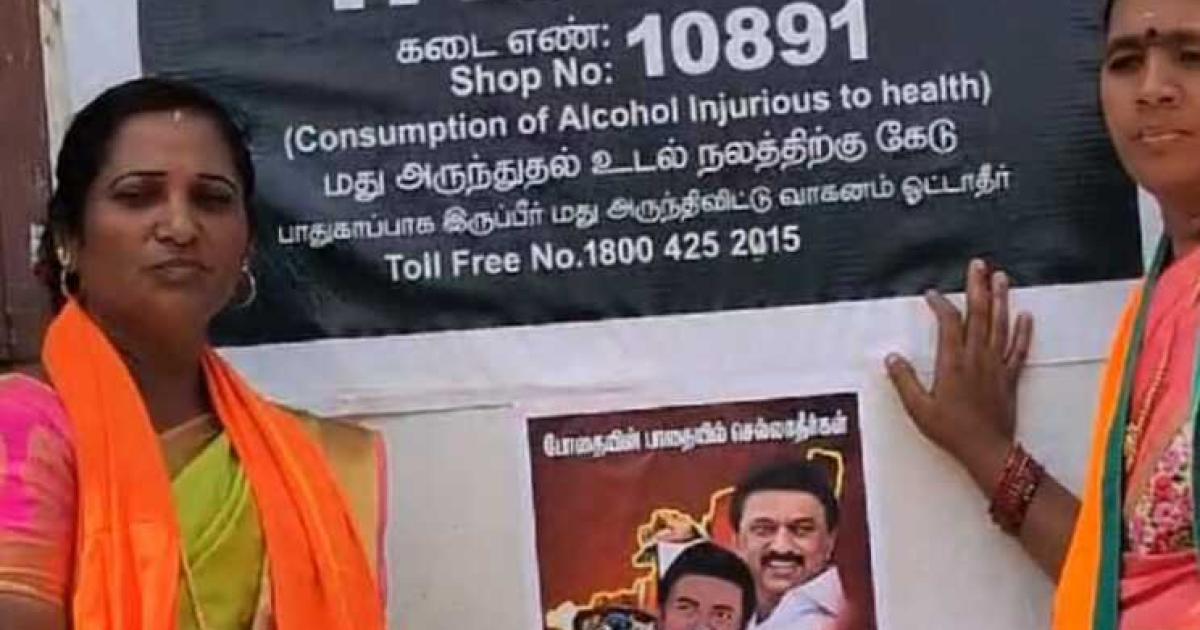 கடை எண்: 10891
Shop No:
(Consumption of Alcohol Injurious to health)
மது அருந்துதல் உடல் நலத்திற்கு கேடு
பாதுகாப்பாக இருப்பீர் மது அருந்திவிட்டு வாகனம் ஓட்டாதீர்
Toll Free No.1800 425 2015
போதையின் பாதையில் செல்லாதீர்கள்